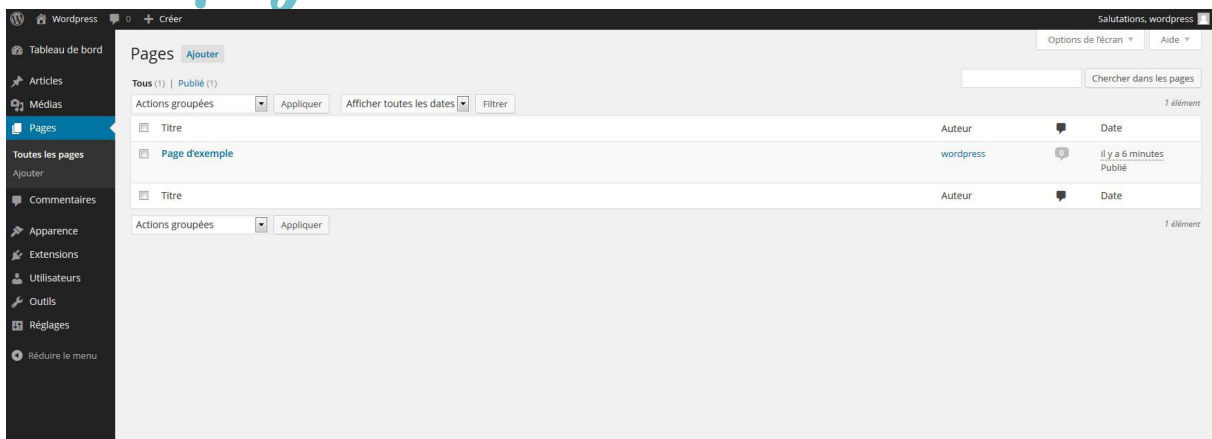 Wordpress 0 + Créer Salutations, wordpress
Options de l'écran Aide
Tableau de bord
Articles
Médias
Pages
Toutes les pages
Ajouter
Commentaires
Apparence
Extensions
Utilisateurs
Outils
Réglages
Réduire le menu
Pages Ajouter
Tous (1) | Publié (1)
Chercher dans les pages
Actions groupées Appliquer Afficher toutes les dates Filtrer 1 élément
Titre Auteur Date
Page d'exemple wordpress 0 il y a 6 minutes
Publié
Titre Auteur Date
Actions groupées Appliquer 1 élément